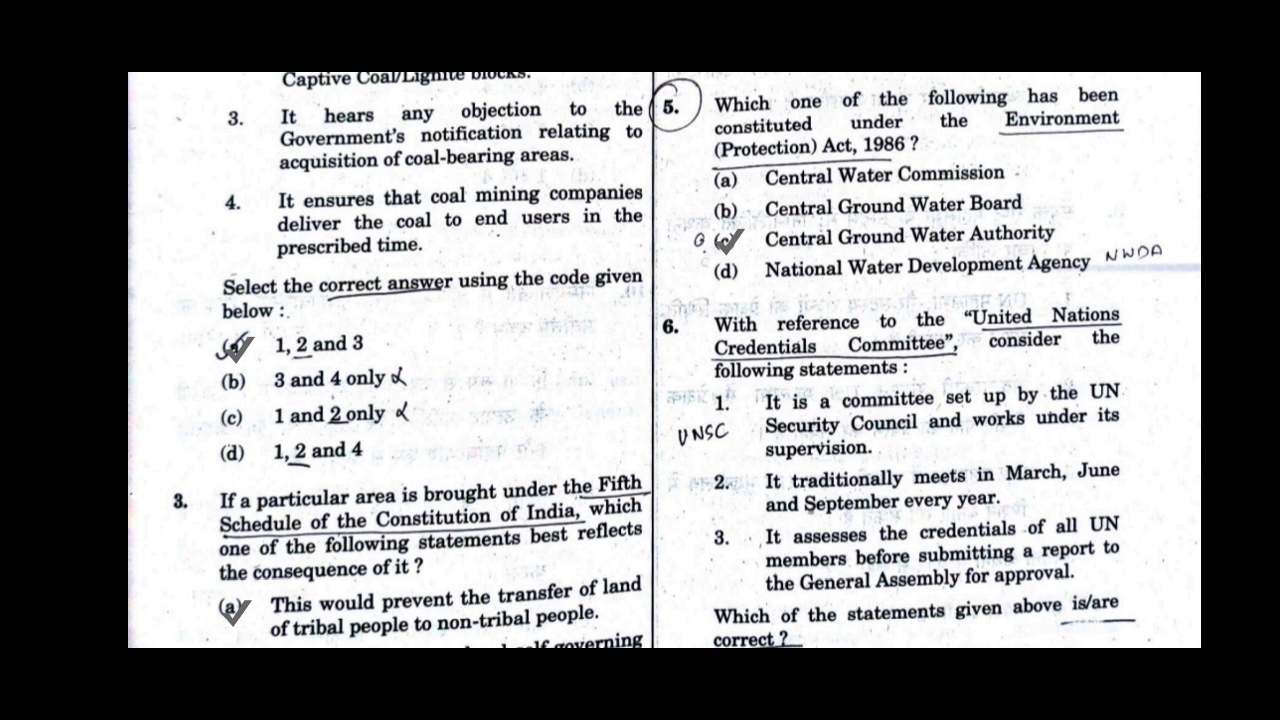 Captive Coal/Lignite blocks.
3. It hears any objection to the
Government's notification relating to
acquisition of coal-bearing areas.
4. It ensures that coal mining companies
deliver the coal to end users in the
prescribed time.
Select the correct answer using the code given
below :
(a) 1, 2 and 3
(b) 3 and 4 only
(c) 1 and 2 only
(d) 1, 2 and 4
3. If a particular area is brought under the Fifth
Schedule of the Constitution of India, which
one of the following statements best reflects
the consequence of it ?
(a) This would prevent the transfer of land
of tribal people to non-tribal people.
self-governing
5. Which one of the following has been
constituted under the Environment
(Protection) Act, 1986 ?
(a) Central Water Commission
(b) Central Ground Water Board
(c) Central Ground Water Authority
(d) National Water Development Agency NWDA
6. With reference to the "United Nations
Credentials Committee", consider the
following statements :
1. It is a committee set up by the UN
UNSC Security Council and works under its
supervision.
2. It traditionally meets in March, June
and September every year.
3. It assesses the credentials of all UN
members before submitting a report to
the General Assembly for approval.
Which of the statements given above is/are
correct ?